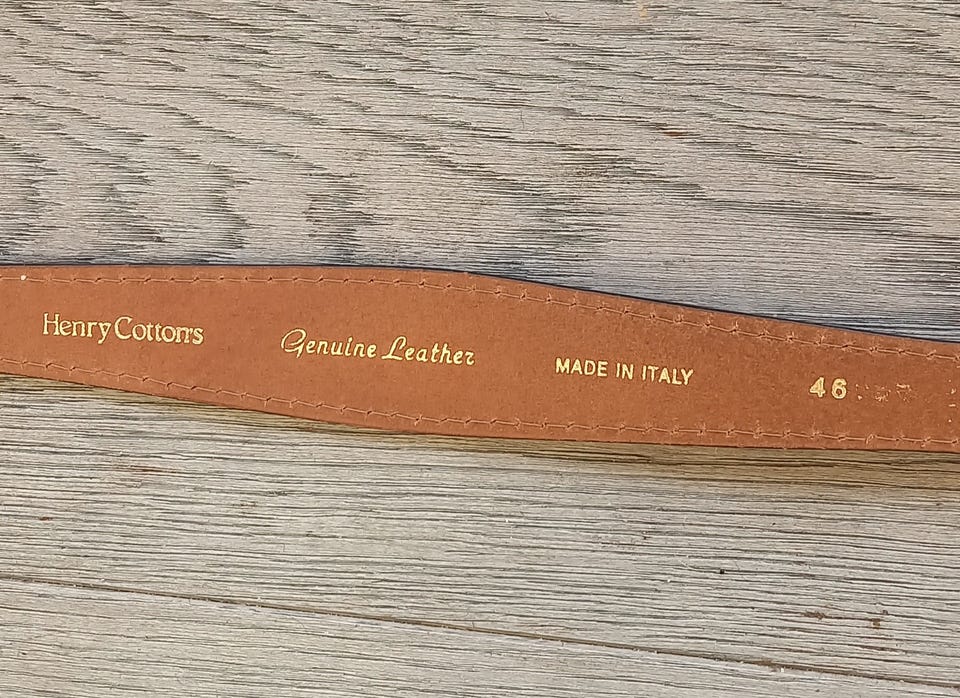 Henry Cotton's Genuine Leather MADE IN ITALY 46